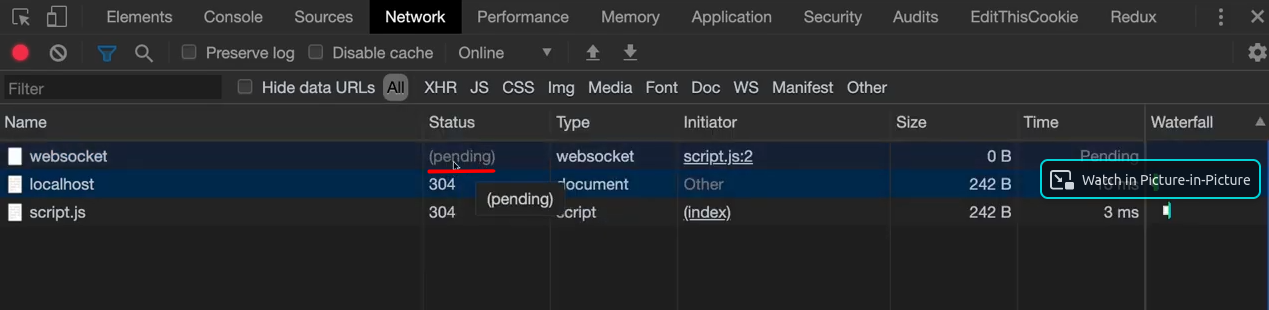 Elements Console Sources Network Performance Memory Application Security Audits EditThisCookie Redux
Preserve log Disable cache Online
Filter Hide data URLs All XHR JS CSS Img Media Font Doc WS Manifest Other
Name Status Type Initiator Size Time Waterfall
websocket (pending) websocket script.js:2 0 B Pending
localhost 304 document Other 242 B
Watch in Picture-in-Picture
(pending)
script.js 304 script (index) 242 B 3 ms